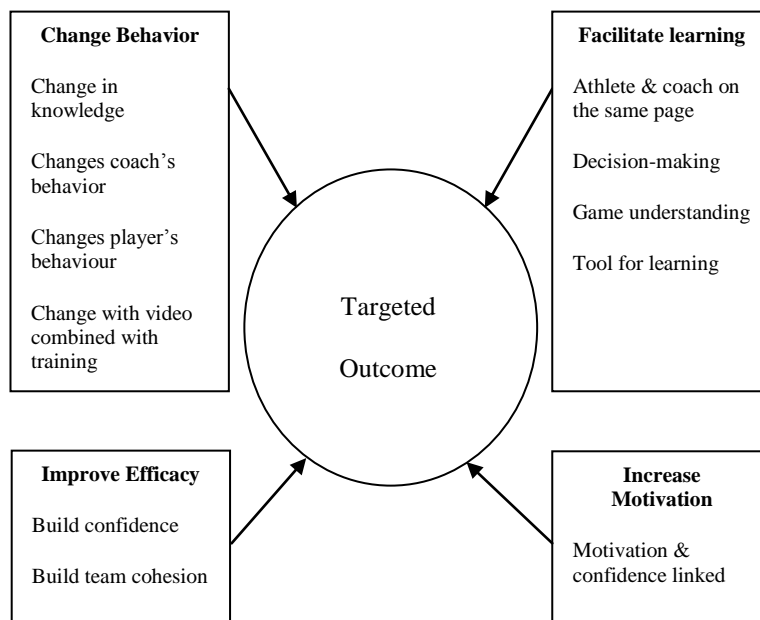 Change Behavior
Change in
knowledge
Changes coach's
behavior
Changes player's
behaviour
Change with video
combined with
training
Facilitate learning
Athlete & coach on
the same page
Decision-making
Game understanding
Tool for learning
Targeted
Outcome
Improve Efficacy
Build confidence
Build team cohesion
Increase
Motivation
Motivation &
confidence linked